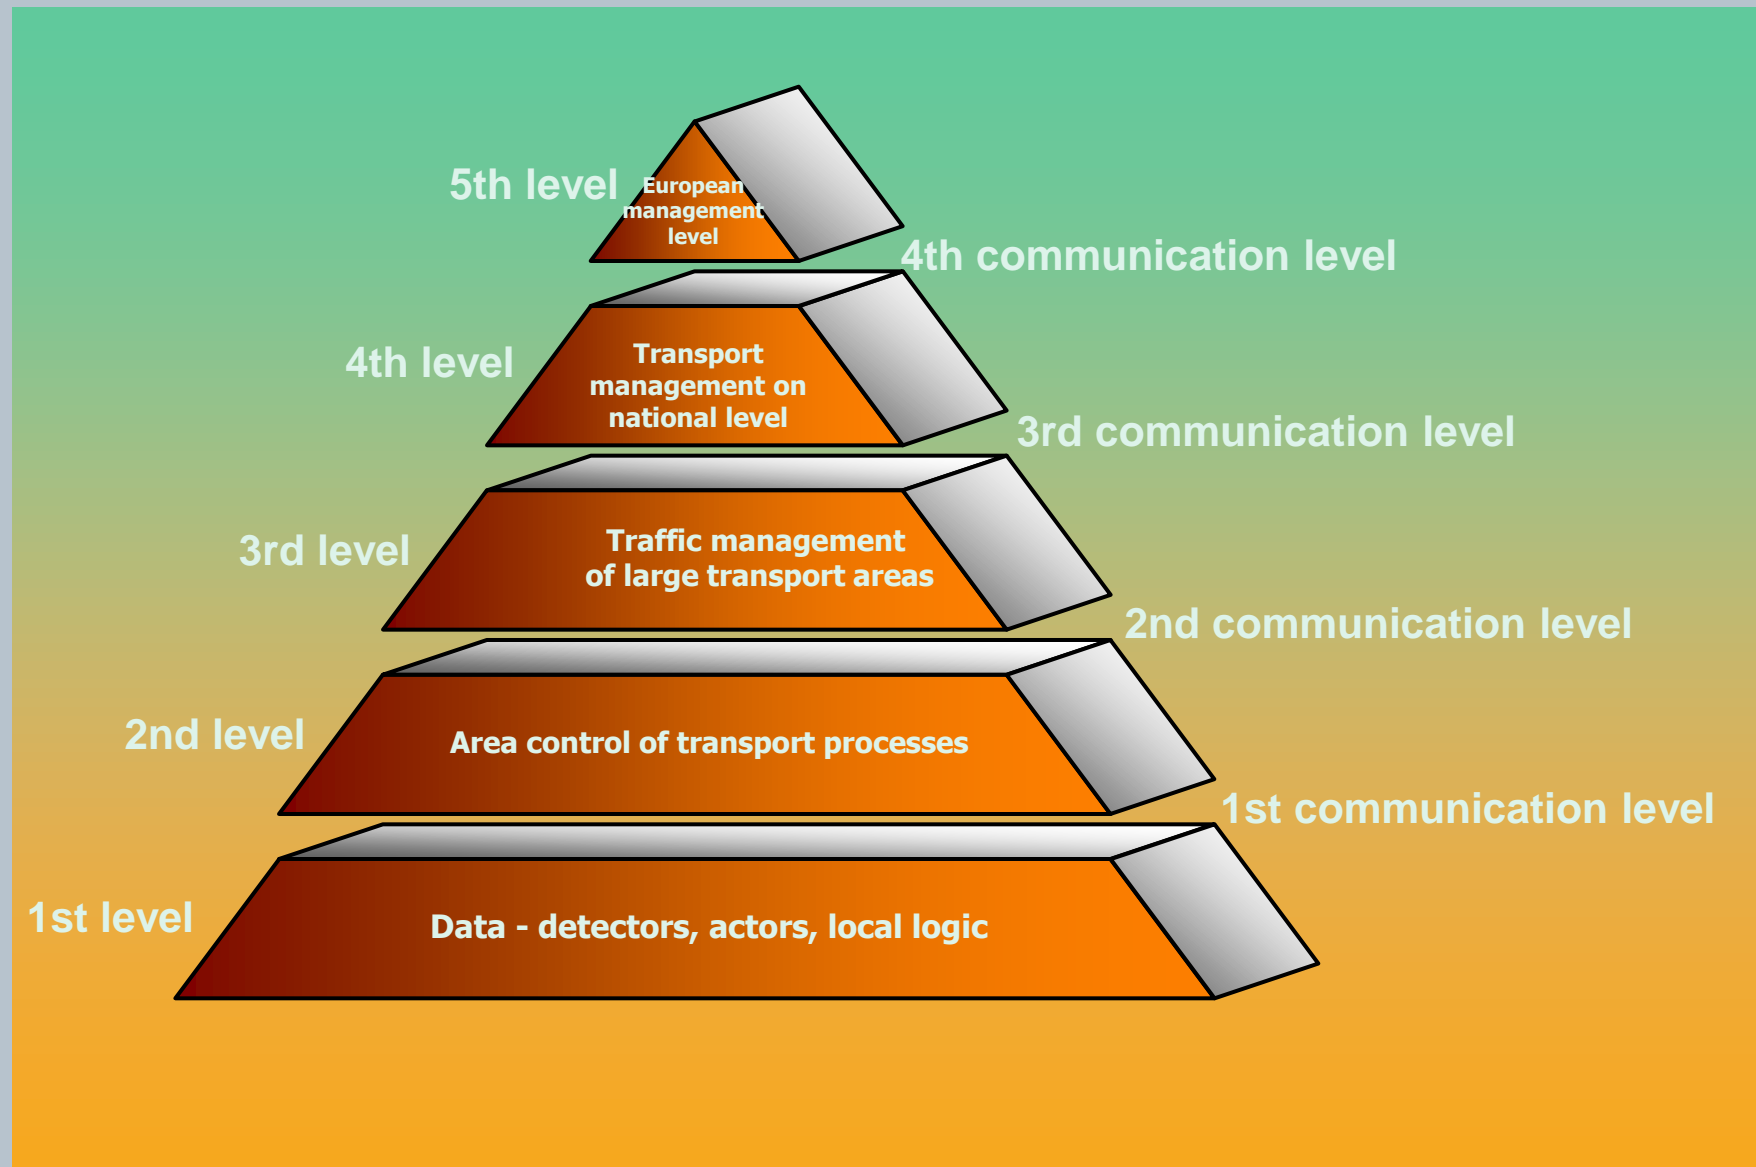 5th level
European
management
level
4th communication level
4th level
Transport
management on
national level
3rd communication level
3rd level
Traffic management
of large transport areas
2nd communication level
2nd level
Area control of transport processes
1st communication level
1st level
Data - detectors, actors, local logic